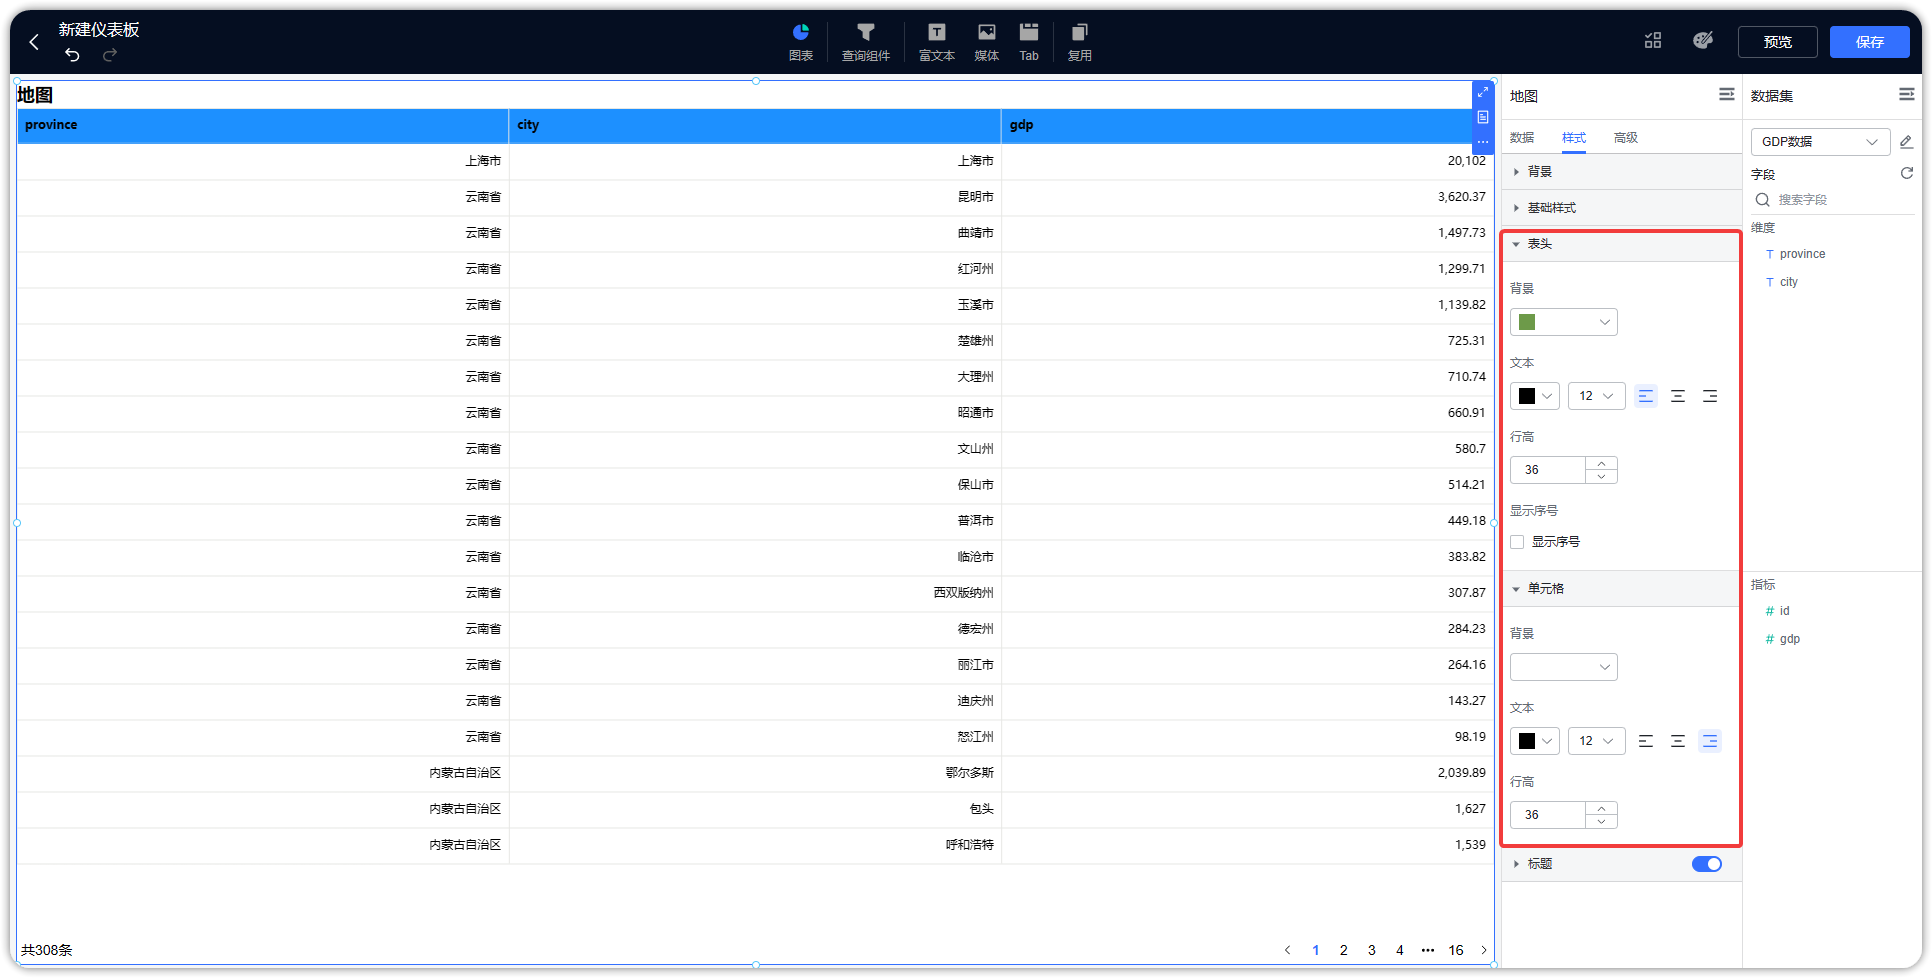 新建仪表板
图表
查询组件
富文本
媒体
Tab
复用
预览
保存
地图
province city gdp
上海市 上海市 20,102
云南省 昆明市 3,620.37
云南省 曲靖市 1,497.73
云南省 红河州 1,299.71
云南省 玉溪市 1,139.82
云南省 楚雄州 725.31
云南省 大理州 710.74
云南省 昭通市 660.91
云南省 文山州 580.7
云南省 保山市 514.21
云南省 普洱市 449.18
云南省 临沧市 383.82
云南省 西双版纳州 307.87
云南省 德宏州 284.23
云南省 丽江市 264.16
云南省 迪庆州 143.27
云南省 怒江州 98.19
内蒙古自治区 鄂尔多斯 2,039.89
内蒙古自治区 包头 1,627
内蒙古自治区 呼和浩特 1,539
共308条
1 2 3 4 ••• 16
地图
数据 样式 高级
背景
基础样式
表头
背景
文本
12
行高
36
显示序号
显示序号
单元格
背景
文本
12
行高
36
标题
数据集
GDP数据
字段
搜索字段
维度
T province
T city
指标
# id
# gdp